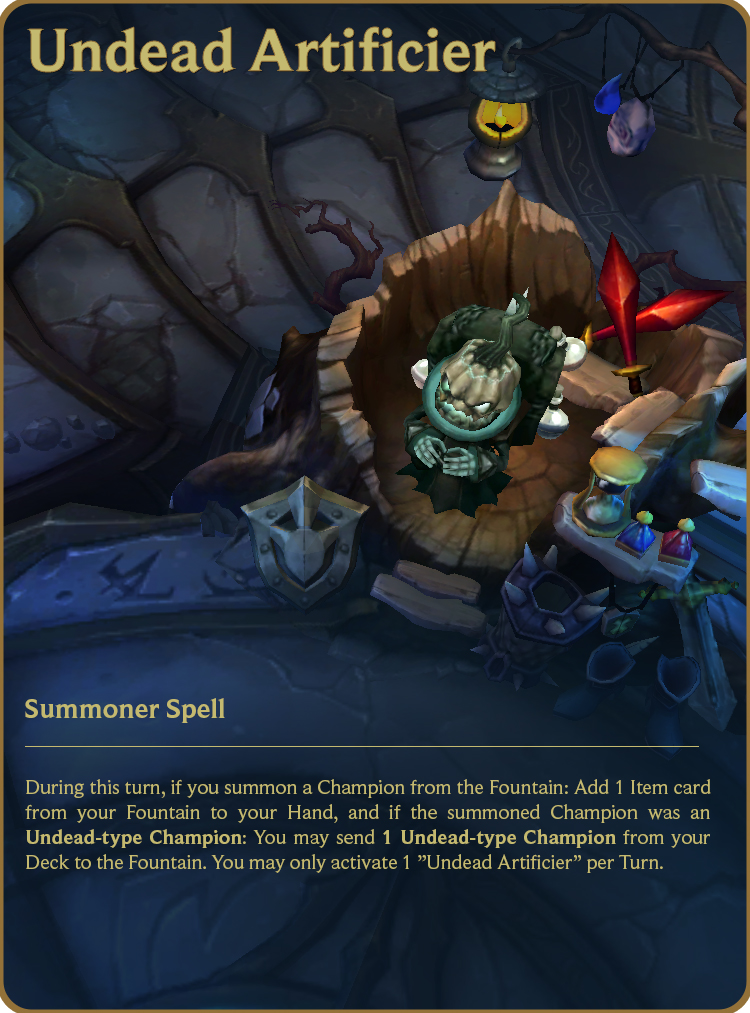 Undead Artificier
Summoner Spell
During this turn, if you summon a Champion from the Fountain: Add 1 Item card
from your Fountain to your Hand, and if the summoned Champion was an
Undead-type Champion: You may send 1 Undead-type Champion from your
Deck to the Fountain. You may only activate 1 ”Undead Artificier” per Turn.